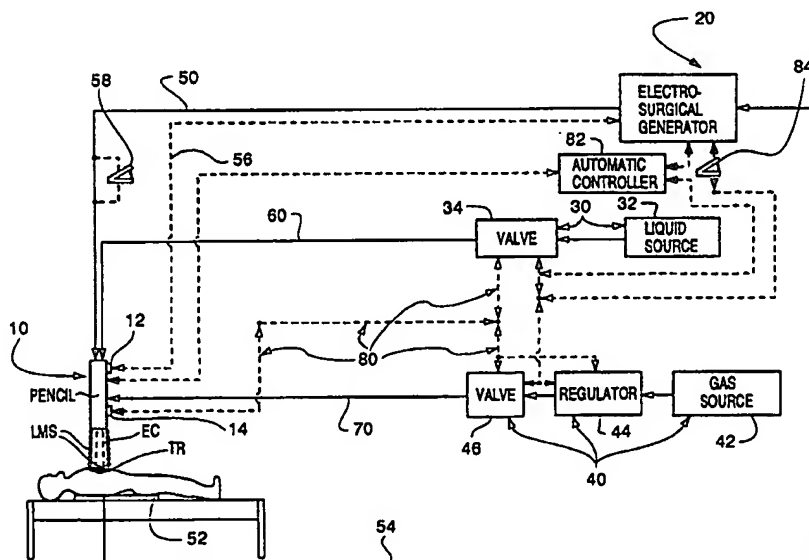 20
84
58
50
ELECTRO-
SURGICAL
GENERATOR
82
56
AUTOMATIC
CONTROLLER
34
30
32
60
VALVE
LIQUID
SOURCE
12
10
80
PENCIL
VALVE
REGULATOR
GAS
SOURCE
LMS
EC
14
70
46
44
42
TR
40
52
54